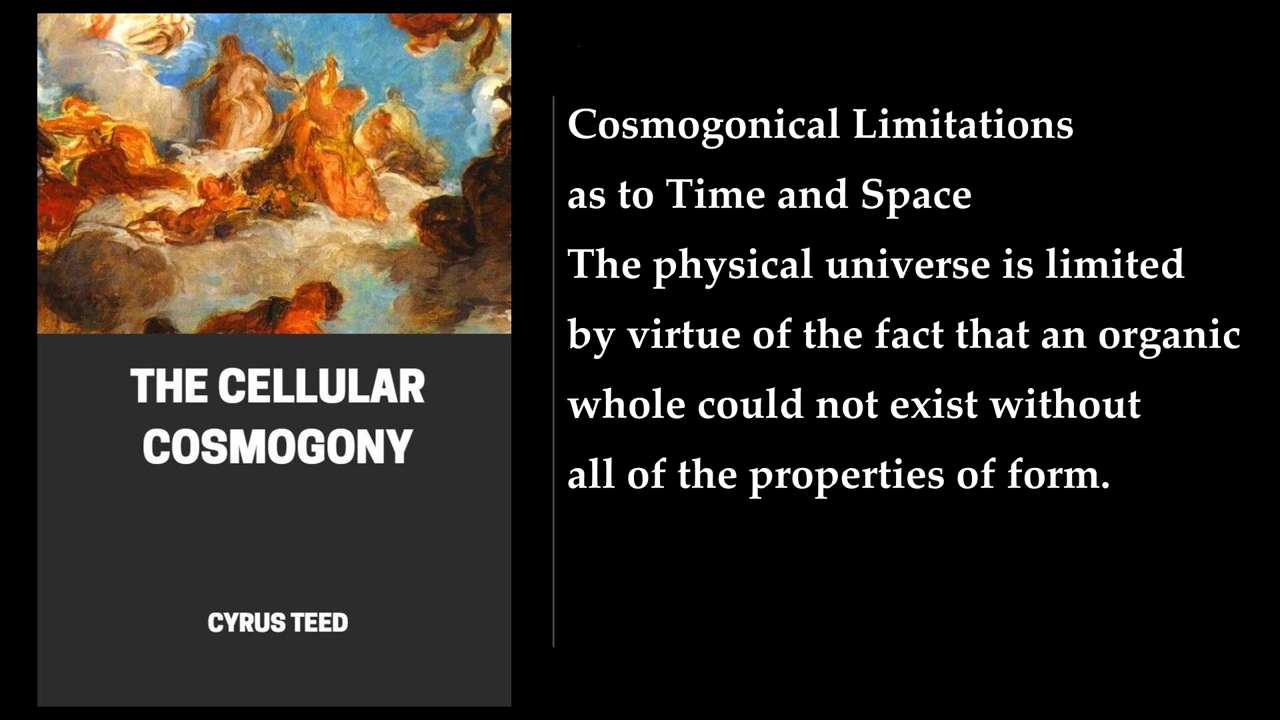 THE CELLULAR
COSMOGONY
CYRUS TEED
Cosmogonical Limitations
as to Time and Space
The physical universe is limited
by virtue of the fact that an organic
whole could not exist without
all of the properties of form.